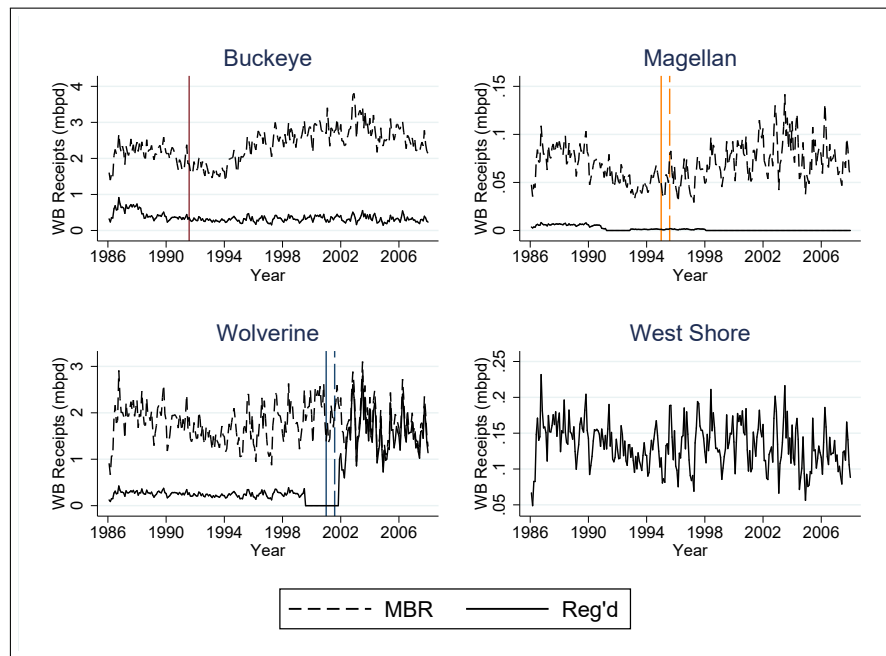 Buckeye
WB Receipts (mbpd)
4
3
2
1
0
1986 1990 1994 1998 2002 2006
Year
Magellan
WB Receipts (mbpd)
.15
.1
.05
0
1986 1990 1994 1998 2002 2006
Year
Wolverine
WB Receipts (mbpd)
3
2
1
0
1986 1990 1994 1998 2002 2006
Year
West Shore
WB Receipts (mbpd)
.25
.2
.15
.1
.05
1986 1990 1994 1998 2002 2006
Year
MBR Reg'd